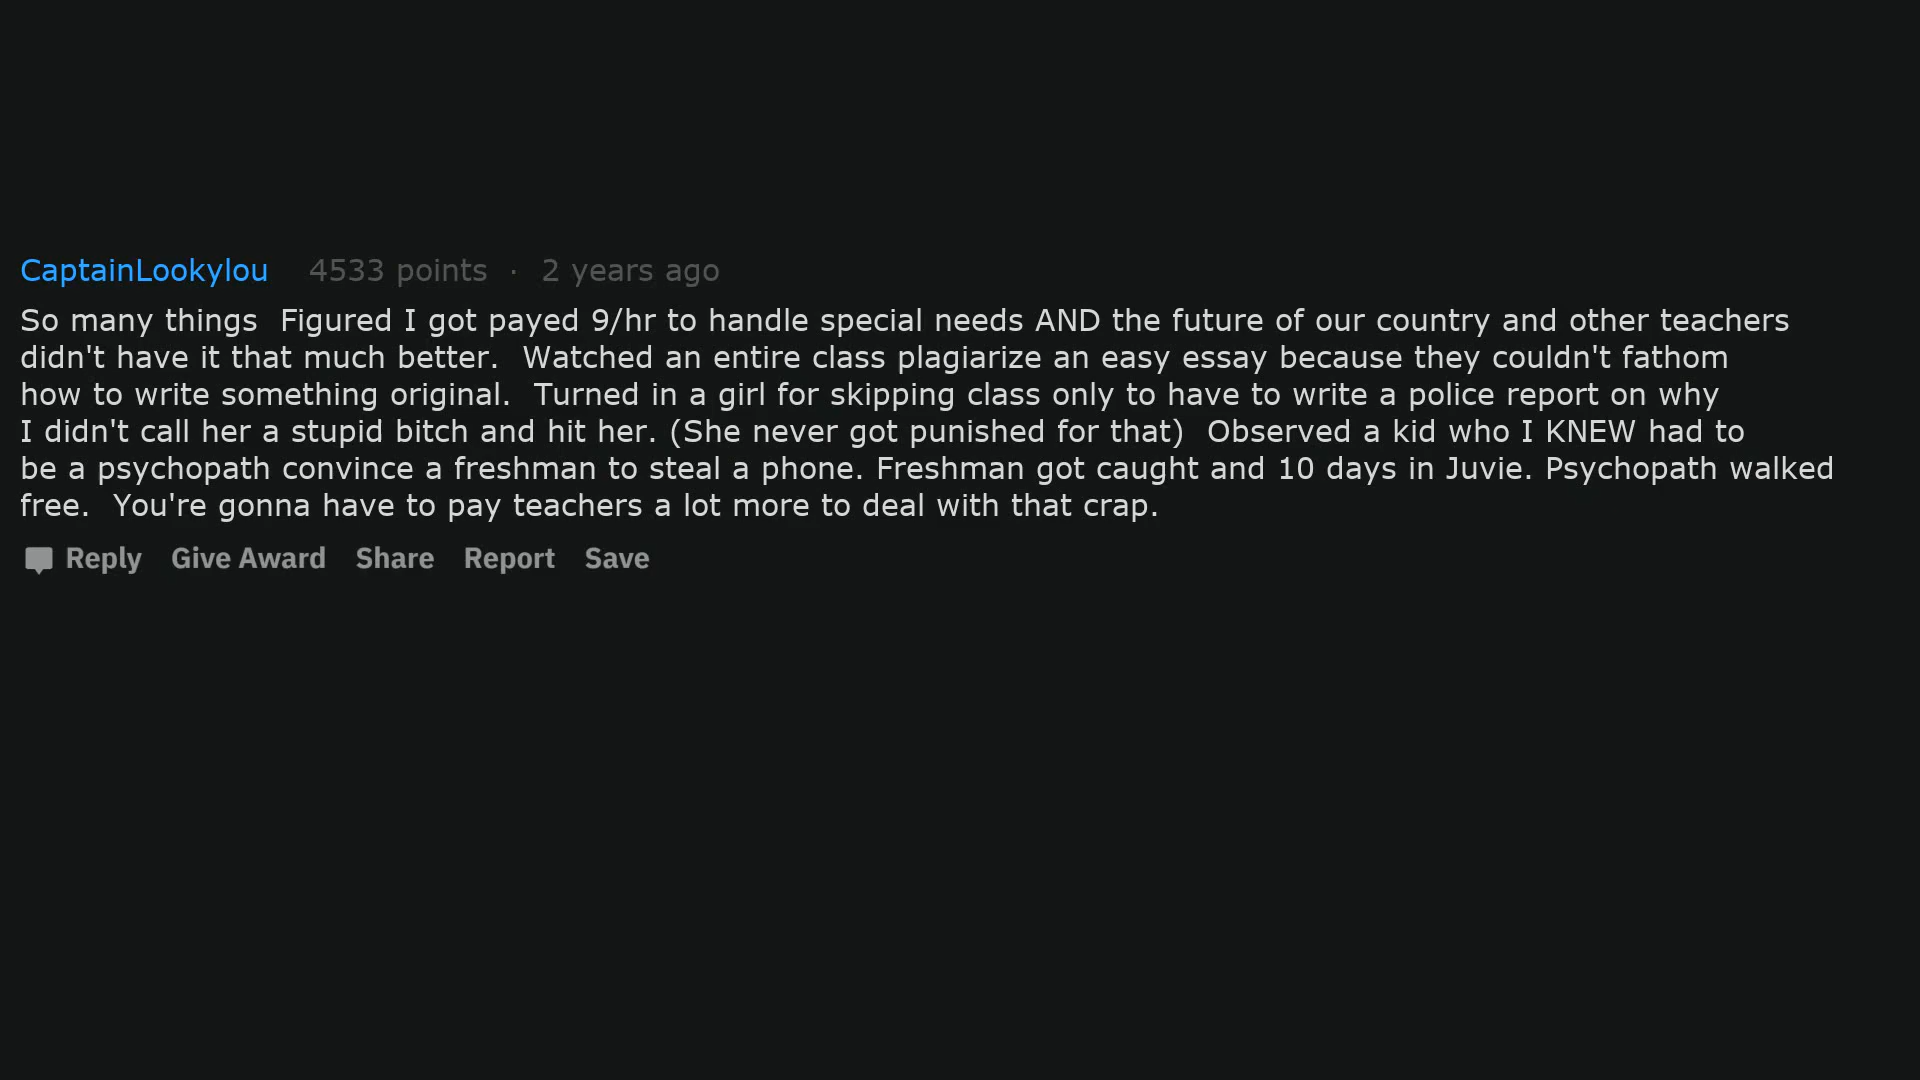 CaptainLookylou 4533 points · 2 years ago
So many things  Figured I got payed 9/hr to handle special needs AND the future of our country and other teachers
didn't have it that much better.  Watched an entire class plagiarize an easy essay because they couldn't fathom
how to write something original.  Turned in a girl for skipping class only to have to write a police report on why
I didn't call her a stupid bitch and hit her. (She never got punished for that)  Observed a kid who I KNEW had to
be a psychopath convince a freshman to steal a phone. Freshman got caught and 10 days in Juvie. Psychopath walked
free.  You're gonna have to pay teachers a lot more to deal with that crap.
Reply Give Award Share Report Save